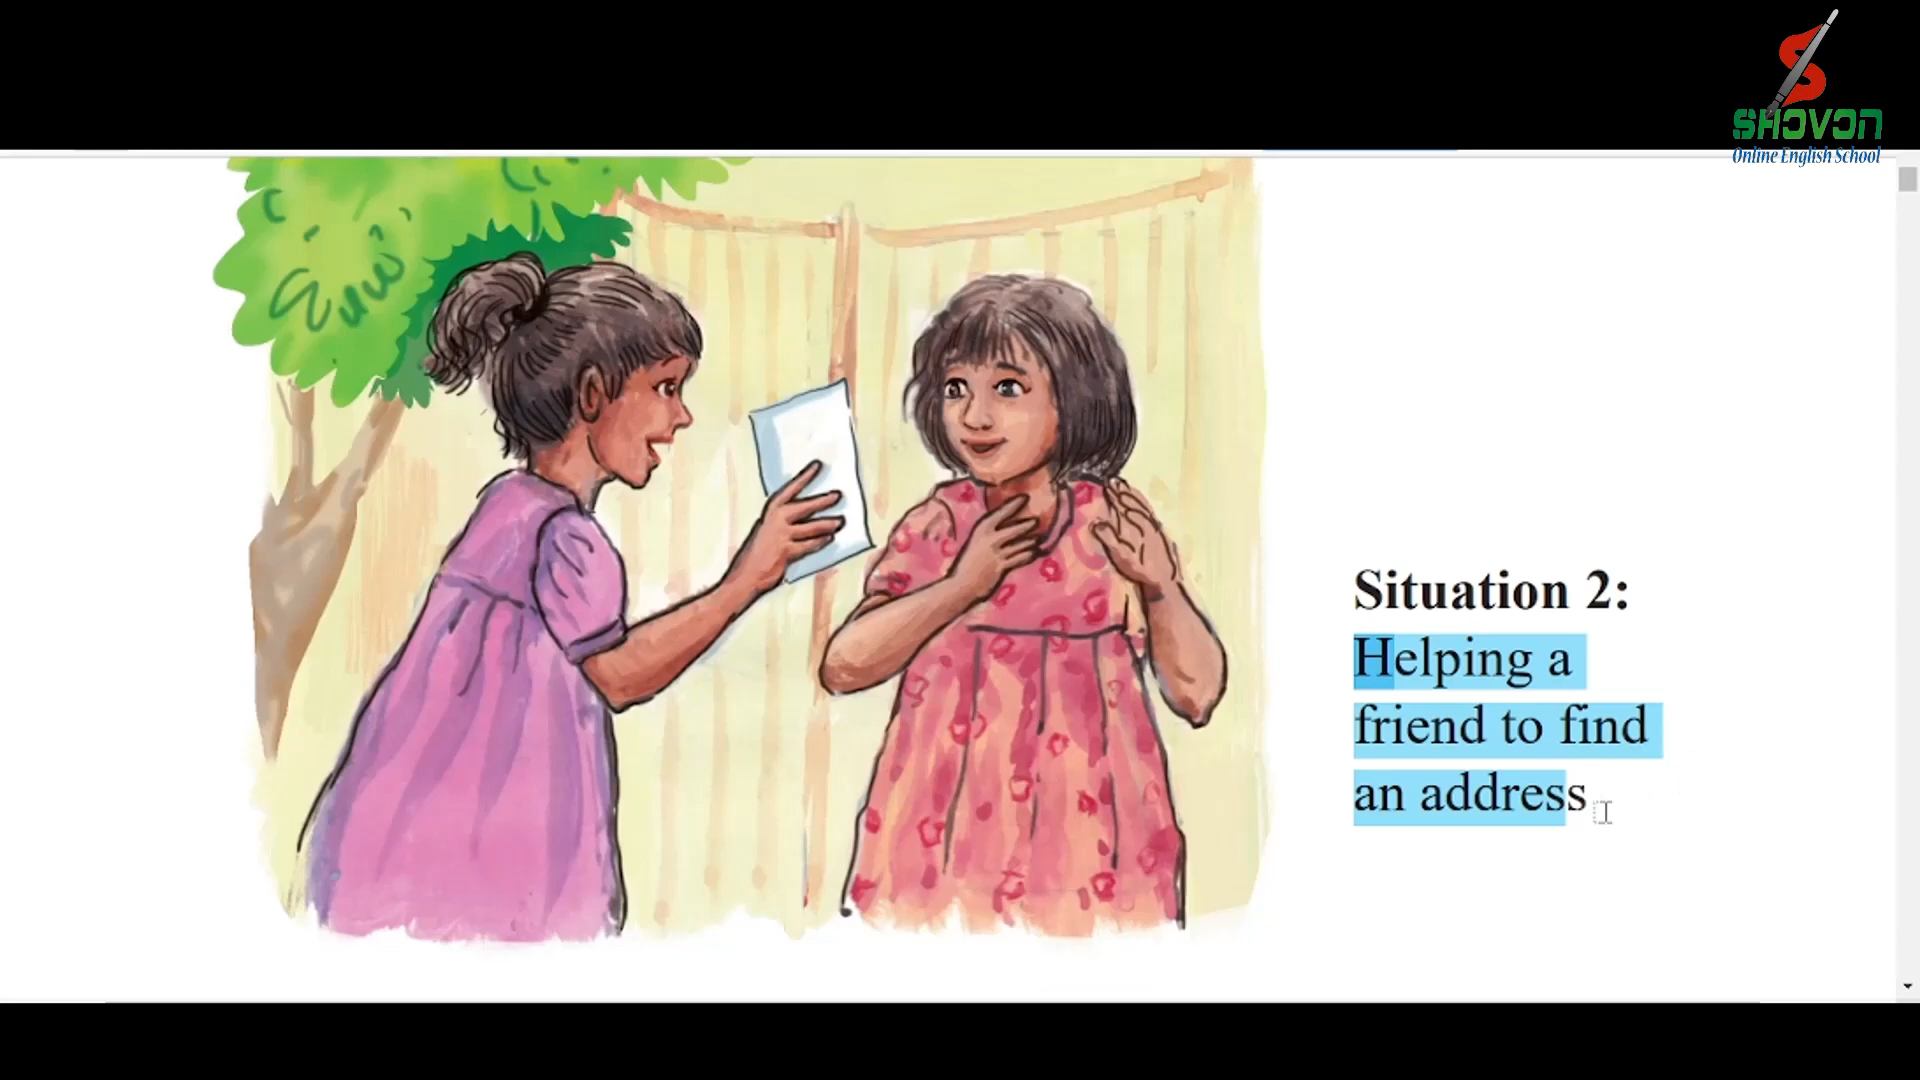 SHOVON
Online English School
Situation 2:
Helping a
friend to find
an address